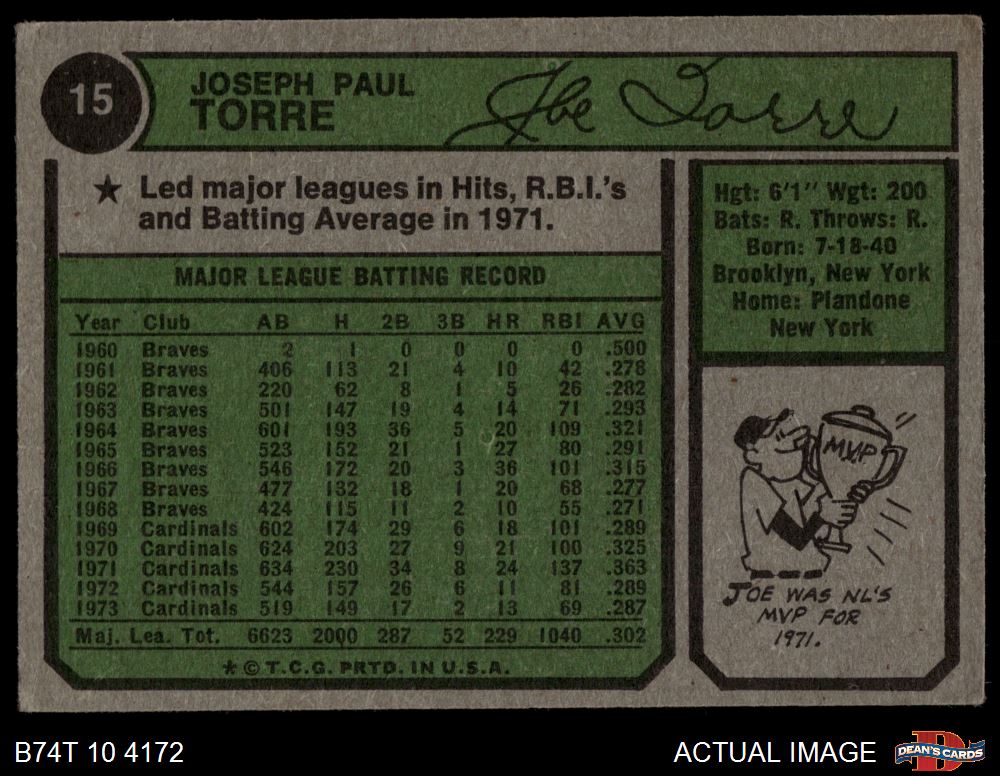 15
JOSEPH PAUL
TORRE
Joe Torre
★ Led major leagues in Hits, R.B.I.'s
and Batting Average in 1971.
MAJOR LEAGUE BATTING RECORD
Year Club AB H 2B 3B HR RBI AVG
1960 Braves 2 1 0 0 0 0 .500
1961 Braves 406 113 21 4 10 42 .278
1962 Braves 220 62 8 1 5 26 .282
1963 Braves 501 147 19 4 14 71 .293
1964 Braves 601 193 36 5 20 109 .321
1965 Braves 523 152 21 1 27 80 .291
1966 Braves 546 172 20 3 36 101 .315
1967 Braves 477 132 18 1 20 68 .277
1968 Braves 424 115 11 2 10 55 .271
1969 Cardinals 602 174 29 6 18 101 .289
1970 Cardinals 624 203 27 9 21 100 .325
1971 Cardinals 634 230 34 8 24 137 .363
1972 Cardinals 544 157 26 6 11 81 .289
1973 Cardinals 519 149 17 2 13 69 .287
Maj. Lea. Tot. 6623 2000 287 52 229 1040 .302
* © T.C.G. PRTD. IN U.S.A.
Hgt: 6'1" Wgt: 200
Bats: R. Throws: R.
Born: 7-18-40
Brooklyn, New York
Home: Plandone
New York
MVP
JOE WAS NL'S
MVP FOR
1971.
B74T 10 4172
ACTUAL IMAGE
DEAN'S CARDS